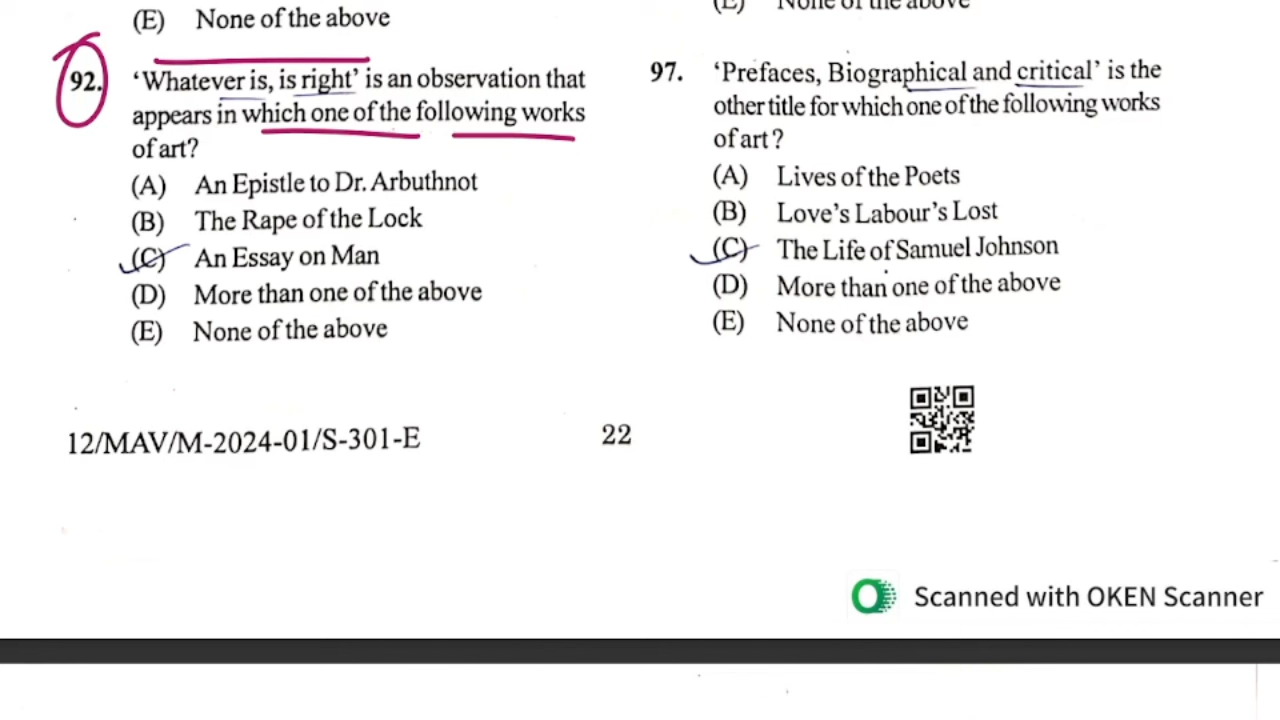 (E) None of the above
92. ‘Whatever is, is right’ is an observation that
appears in which one of the following works
of art?
(A) An Epistle to Dr. Arbuthnot
(B) The Rape of the Lock
(C) An Essay on Man
(D) More than one of the above
(E) None of the above
(E) None of the above
97. ‘Prefaces, Biographical and critical’ is the
other title for which one of the following works
of art?
(A) Lives of the Poets
(B) Love’s Labour’s Lost
(C) The Life of Samuel Johnson
(D) More than one of the above
(E) None of the above
12/MAV/M-2024-01/S-301-E
22
Scanned with OKEN Scanner